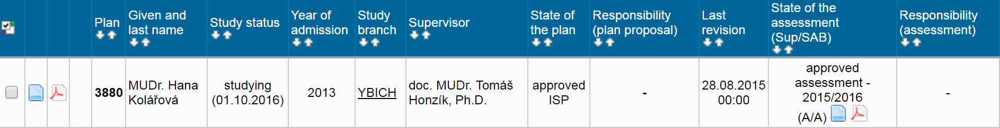 Plan
Given and
last name
Study status
Year of
admission
Study
branch
Supervisor
State of
the plan
Responsibility
(plan proposal)
Last
revision
State of the
assessment
(Sup/SAB)
Responsibility
(assessment)
3880
MUDr. Hana
Kolářová
studying
(01.10.2016)
2013
YBICH
doc. MUDr. Tomáš
Honzík, Ph.D.
approved
ISP
-
28.08.2015
00:00
approved
assessment -
2015/2016
(A/A)
-